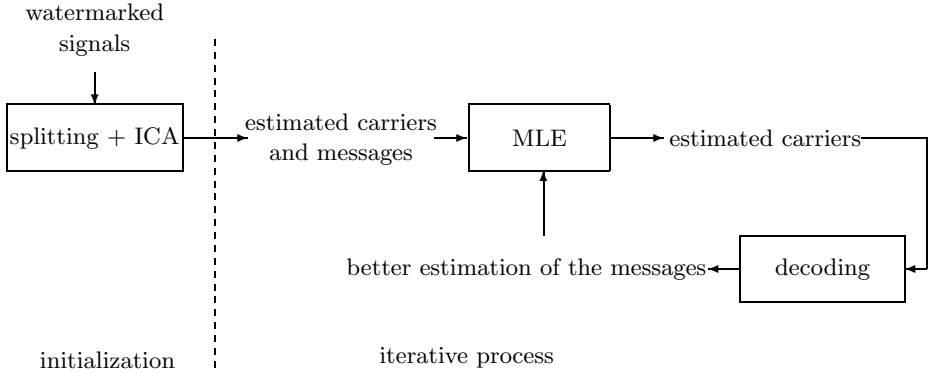 watermarked
signals
splitting + ICA
estimated carriers
and messages
MLE
estimated carriers
better estimation of the messages
decoding
initialization
iterative process